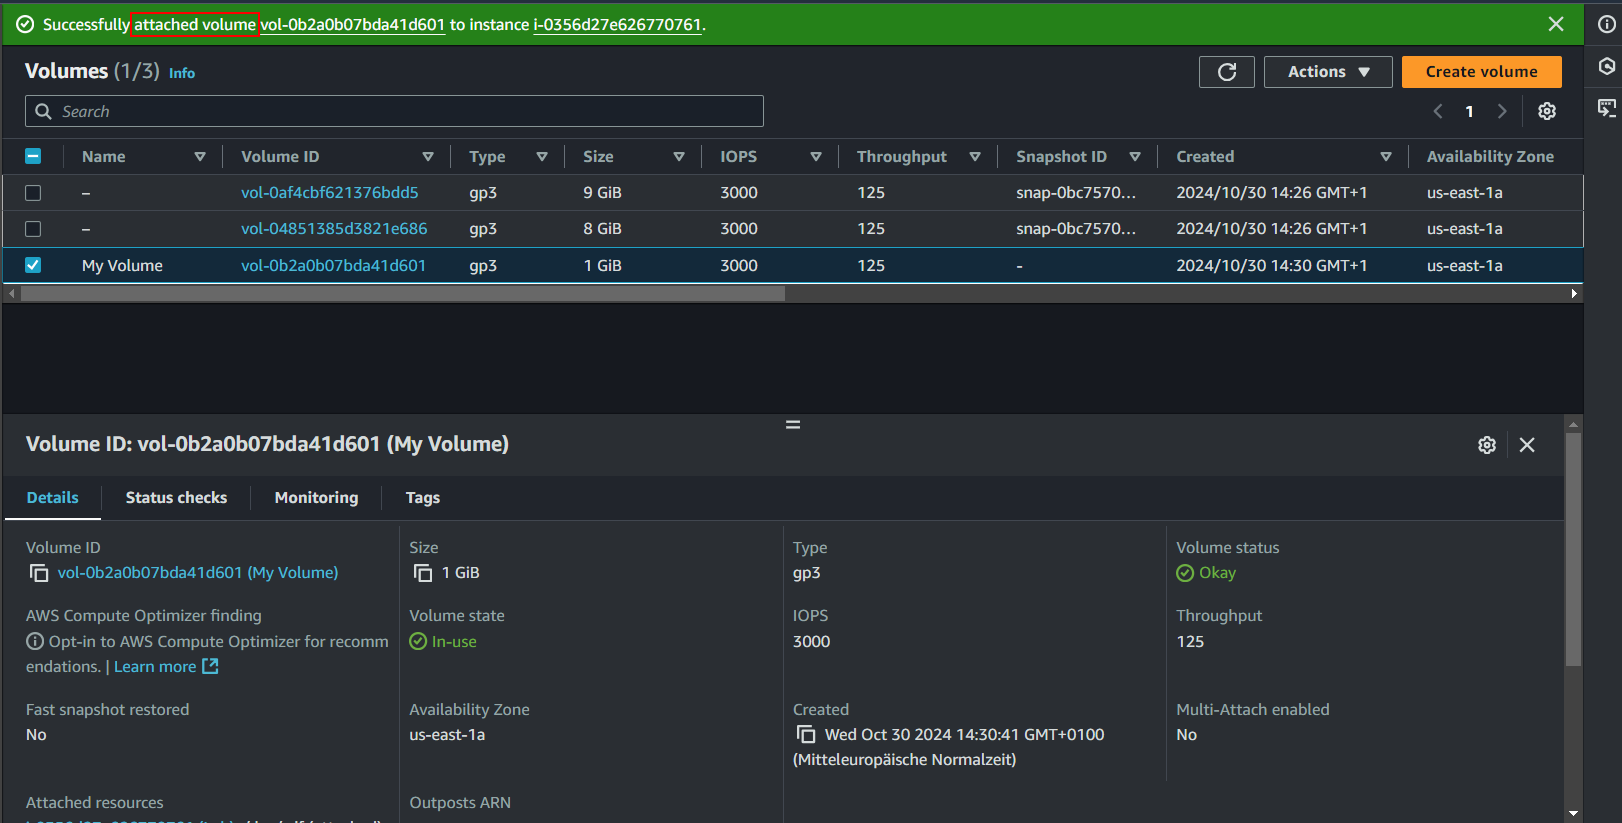 Successfully attached volume vol-0b2a0b07bda41d601 to instance i-0356d27e626770761.
Volumes (1/3) Info
Actions
Create volume
Search
1
Name Volume ID Type Size IOPS Throughput Snapshot ID Created Availability Zone
– vol-0af4cbf621376bdd5 gp3 9 GiB 3000 125 snap-0bc7570... 2024/10/30 14:26 GMT+1 us-east-1a
– vol-04851385d3821e686 gp3 8 GiB 3000 125 snap-0bc7570... 2024/10/30 14:26 GMT+1 us-east-1a
My Volume vol-0b2a0b07bda41d601 gp3 1 GiB 3000 125 - 2024/10/30 14:30 GMT+1 us-east-1a
Volume ID: vol-0b2a0b07bda41d601 (My Volume)
Details Status checks Monitoring Tags
Volume ID
vol-0b2a0b07bda41d601 (My Volume)
Size
1 GiB
Type
gp3
Volume status
Okay
AWS Compute Optimizer finding
Opt-in to AWS Compute Optimizer for recomm
endations. | Learn more
Volume state
In-use
IOPS
3000
Throughput
125
Fast snapshot restored
No
Availability Zone
us-east-1a
Created
Wed Oct 30 2024 14:30:41 GMT+0100
(Mitteleuropäische Normalzeit)
Multi-Attach enabled
No
Attached resources
Outposts ARN